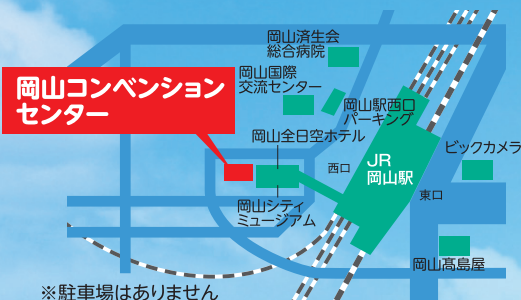 岡山済生会
総合病院
岡山国際
交流センター
岡山コンベンション
センター
岡山駅西口
パーキング
岡山全日空ホテル
ビックカメラ
西口
JR
岡山駅
東口
岡山シティ
ミュージアム
岡山髙島屋
※駐車場はありません